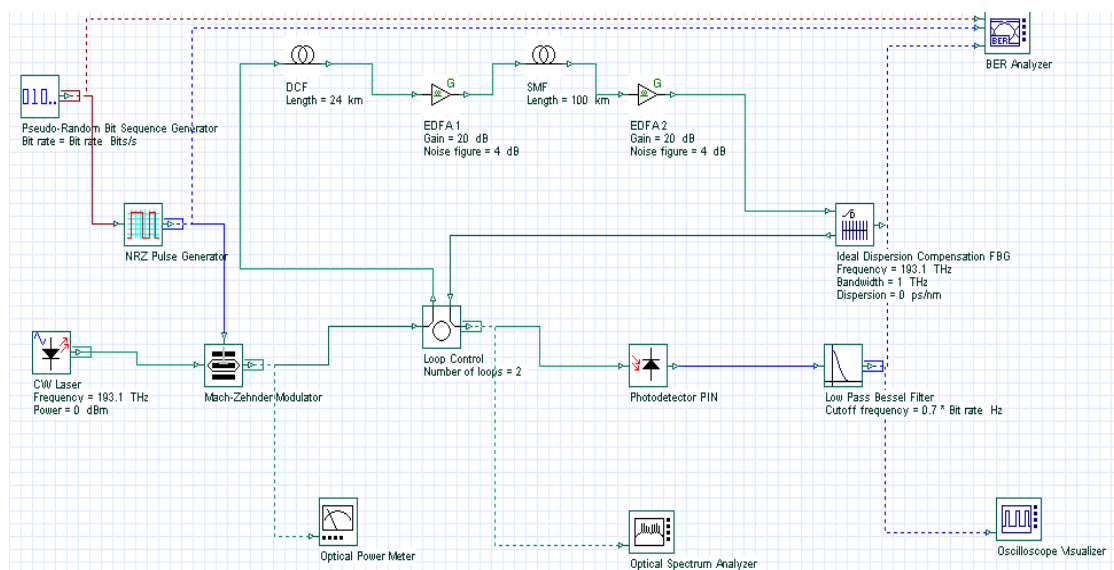 BER
BER Analyzer
DCF
Length = 24 km
G
EDFA 1
Gain = 20 dB
Noise figure = 4 dB
SMF
Length = 100 km
G
EDFA 2
Gain = 20 dB
Noise figure = 4 dB
010..
Pseudo-Random Bit Sequence Generator
Bit rate = Bit rate Bits/s
NRZ Pulse Generator
Ideal Dispersion Compensation FBG
Frequency = 193.1 THz
Bandwidth = 1 THz
Dispersion = 0 ps/nm
Loop Control
Number of loops = 2
CW Laser
Frequency = 193.1 THz
Power = 0 dBm
Mach-Zehnder Modulator
Photodetector PIN
Low Pass Bessel Filter
Cutoff frequency = 0.7 * Bit rate Hz
Optical Power Meter
Optical Spectrum Analyzer
Oscilloscope Visualizer